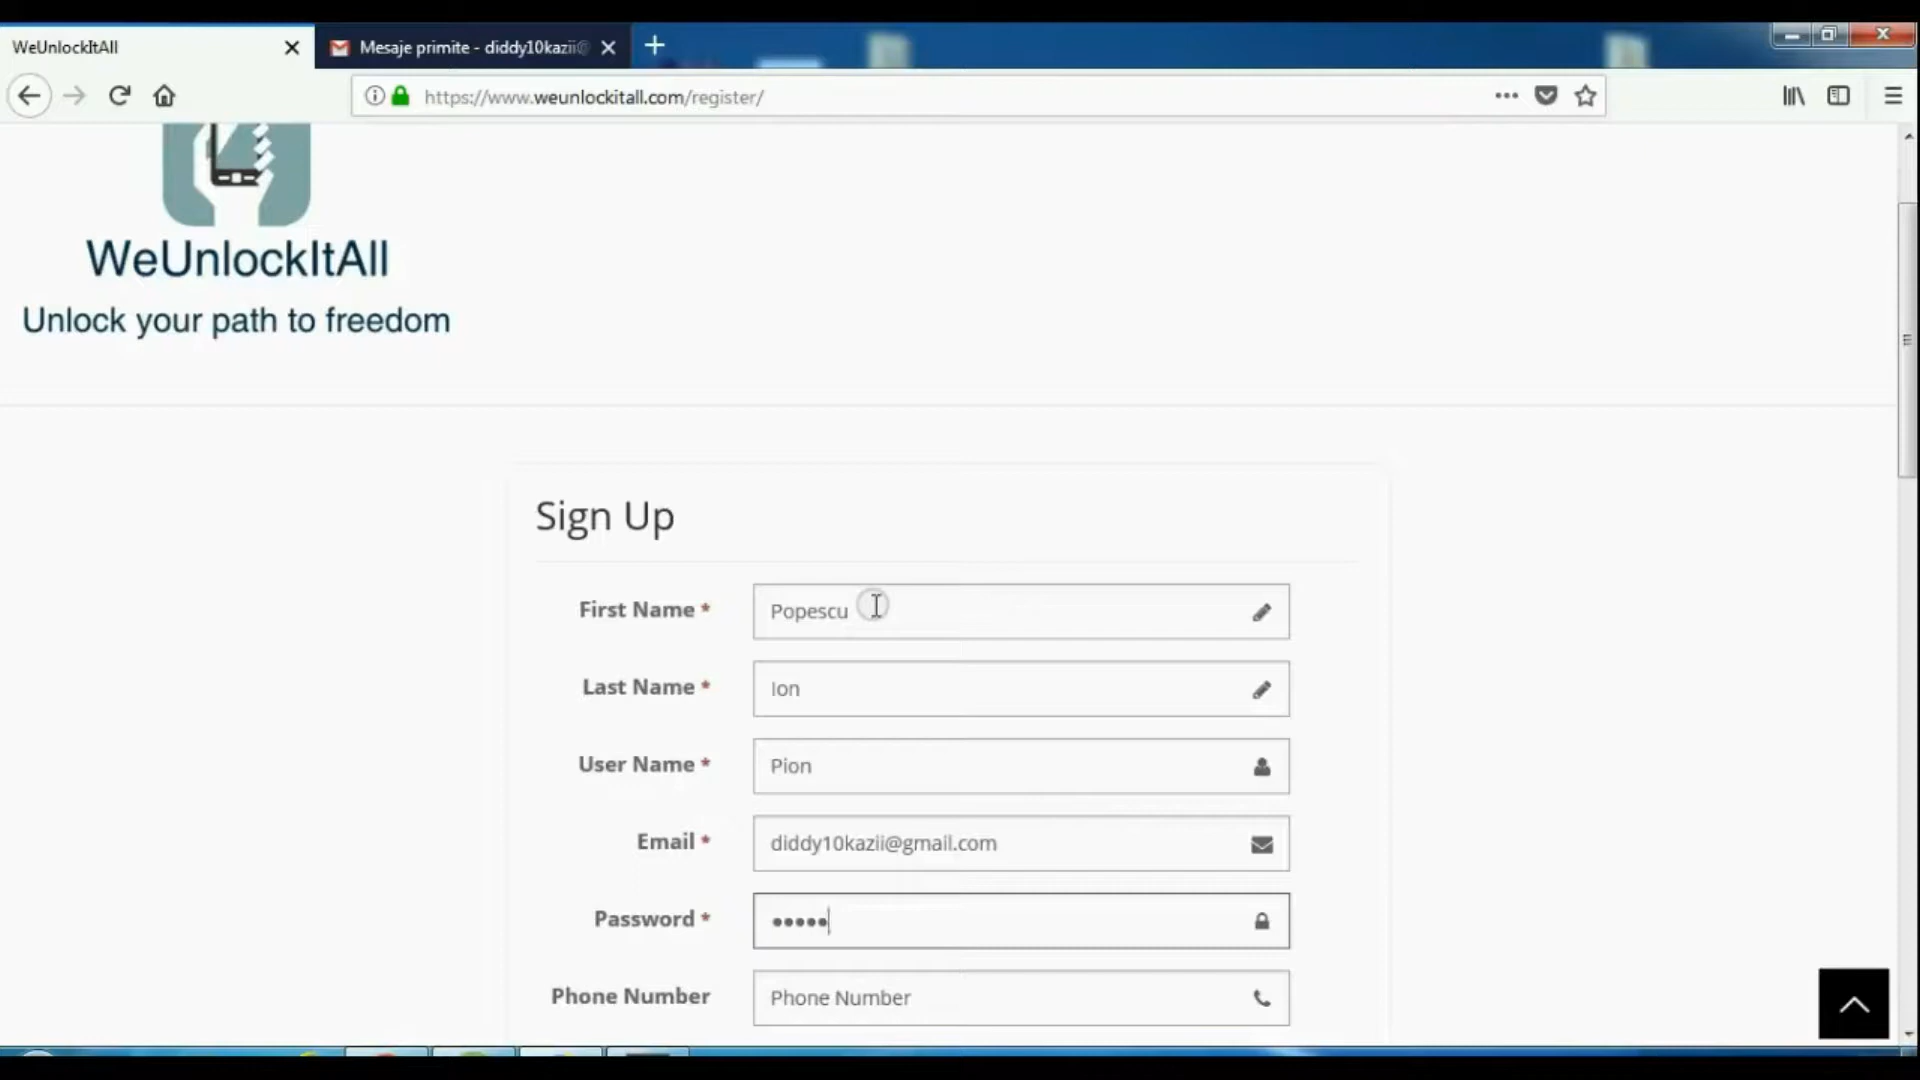 WeUnlockItAll
Mesaje primite - diddy10kazii@
https://www.weunlockitall.com/register/
WeUnlockItAll
Unlock your path to freedom
Sign Up
First Name *
Popescu
Last Name *
Ion
User Name *
Pion
Email *
diddy10kazii@gmail.com
Password *
•••••
Phone Number
Phone Number